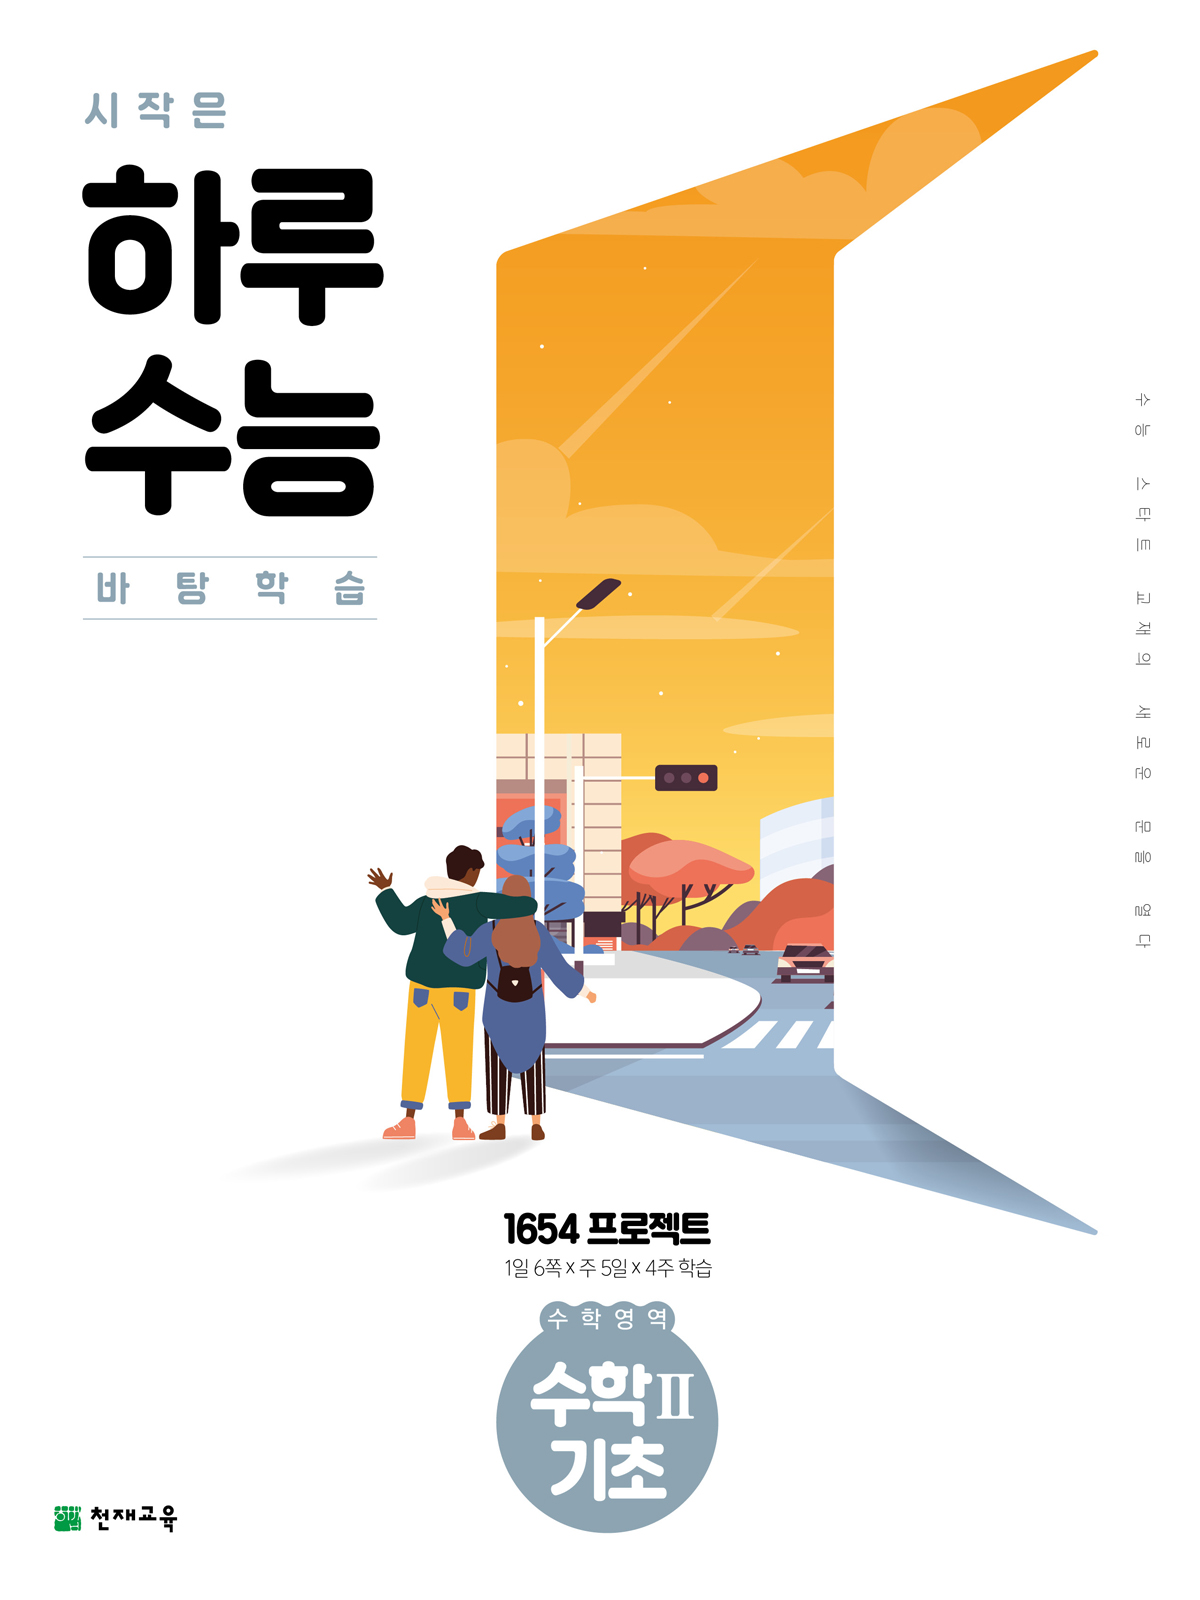 시작은
하루
수능
바탕학습
수능 스타트 교재의 새로운 문을 열다
1654 프로젝트
1일 6쪽 x 주 5일 x 4주 학습
수학영역
수학Ⅱ
기초
천재교육